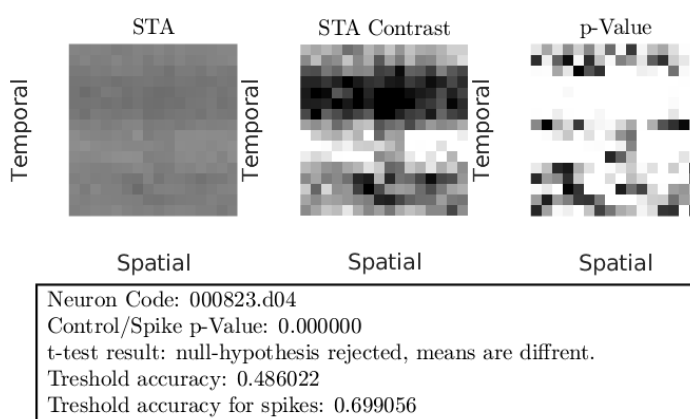 STA
STA Contrast
p-Value
Temporal
Temporal
Temporal
Spatial
Spatial
Spatial
Neuron Code: 000823.d04
Control/Spike p-Value: 0.000000
t-test result: null-hypothesis rejected, means are diffrent.
Treshold accuracy: 0.486022
Treshold accuracy for spikes: 0.699056